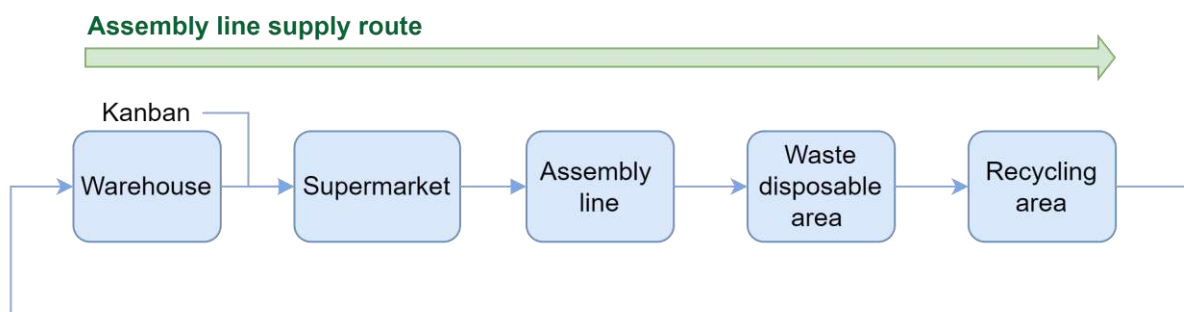 Assembly line supply route
Kanban
Warehouse
Supermarket
Assembly
line
Waste
disposable
area
Recycling
area